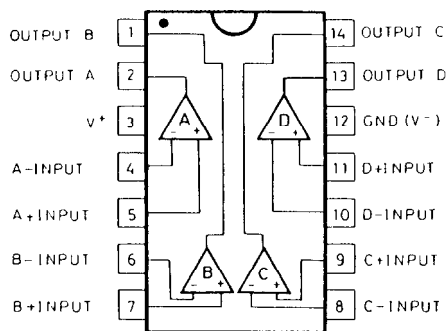 OUTPUT B 1 14 OUTPUT C
OUTPUT A 2 13 OUTPUT D
V+ 3 A - + D - + 12 GND(V-)
A-INPUT 4 11 D+INPUT
A+INPUT 5 10 D-INPUT
B-INPUT 6 B - + C - + 9 C+INPUT
B+INPUT 7 8 C-INPUT